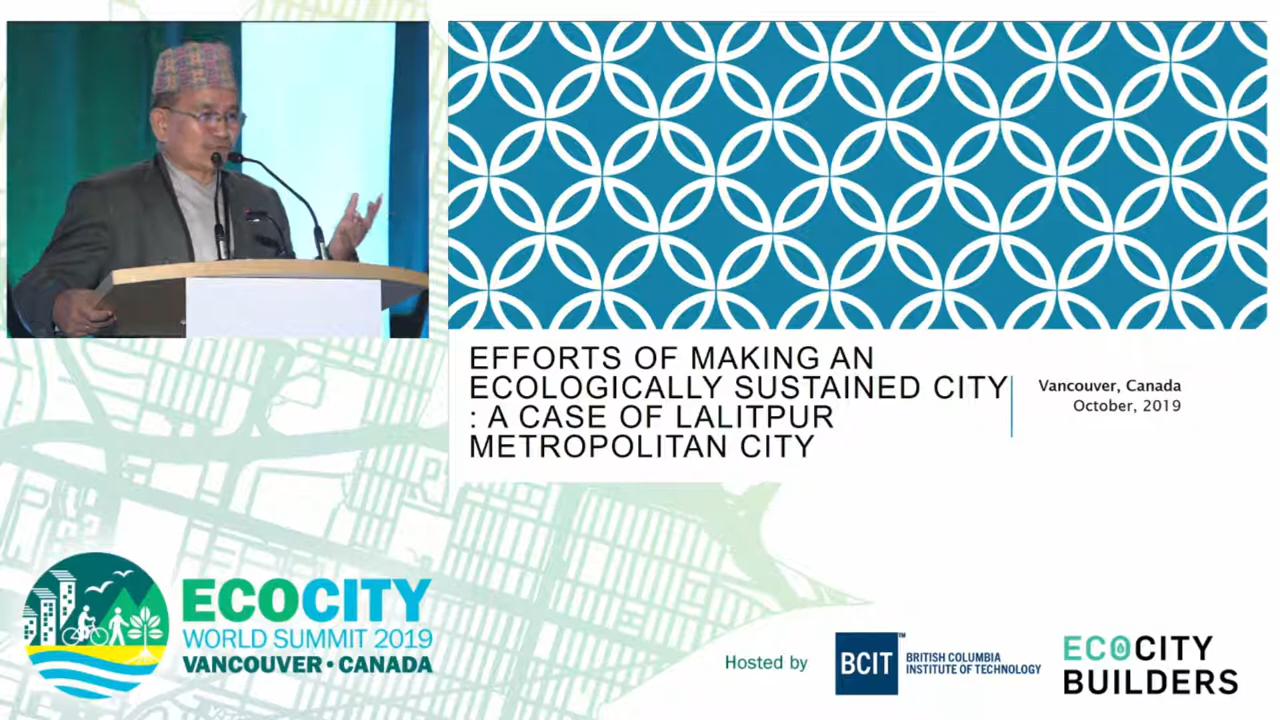 EFFORTS OF MAKING AN
ECOLOGICALLY SUSTAINED CITY
: A CASE OF LALITPUR
METROPOLITAN CITY
Vancouver, Canada
October, 2019
ECOCITY
WORLD SUMMIT 2019
VANCOUVER • CANADA
Hosted by
BCIT™
BRITISH COLUMBIA
INSTITUTE OF TECHNOLOGY
ECOCITY
BUILDERS